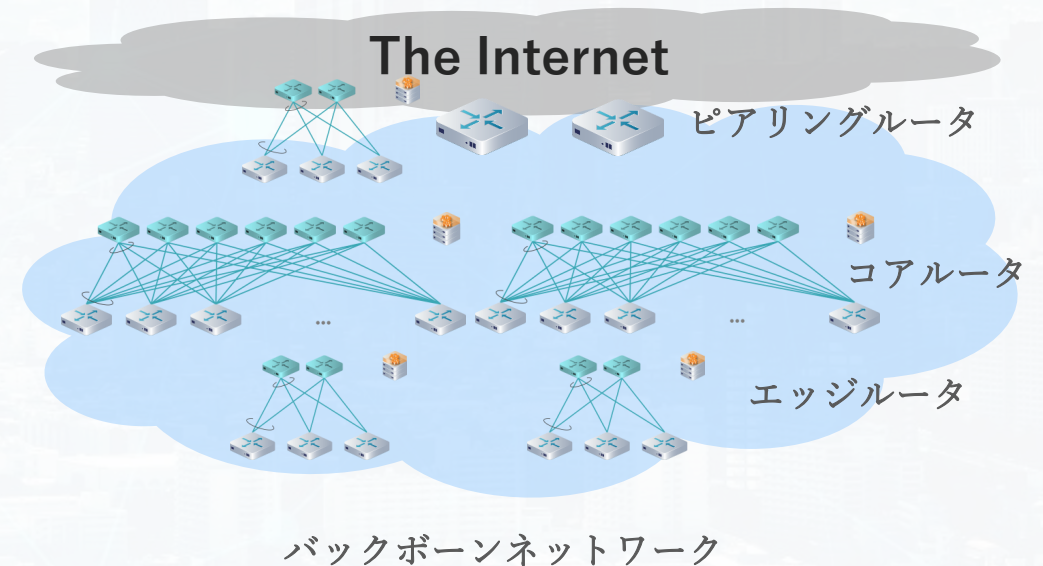 The Internet
ピアリングルータ
コアルータ
...
...
エッジルータ
バックボーンネットワーク